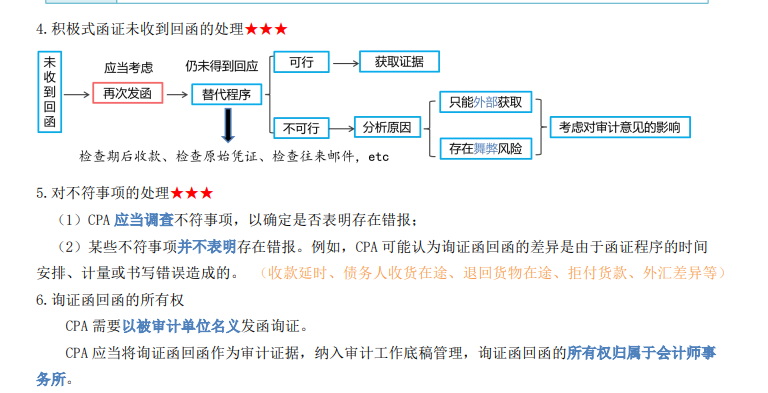 4.积极式函证未收到回函的处理★★★
未收到回函
应当考虑
再次发函
仍未得到回应
替代程序
可行
获取证据
不可行
分析原因
只能外部获取
存在舞弊风险
考虑对审计意见的影响
检查期后收款、检查原始凭证、检查往来邮件，etc
5.对不符事项的处理★★★
（1）CPA 应当调查不符事项，以确定是否表明存在错报；
（2）某些不符事项并不表明存在错报。例如，CPA 可能认为询证函回函的差异是由于函证程序的时间
安排、计量或书写错误造成的。（收款延时、债务人收货在途、退回货物在途、拒付货款、外汇差异等）
6.询证函回函的所有权
CPA 需要以被审计单位名义发函询证。
CPA 应当将询证函回函作为审计证据，纳入审计工作底稿管理，询证函回函的所有权归属于会计师事
务所。